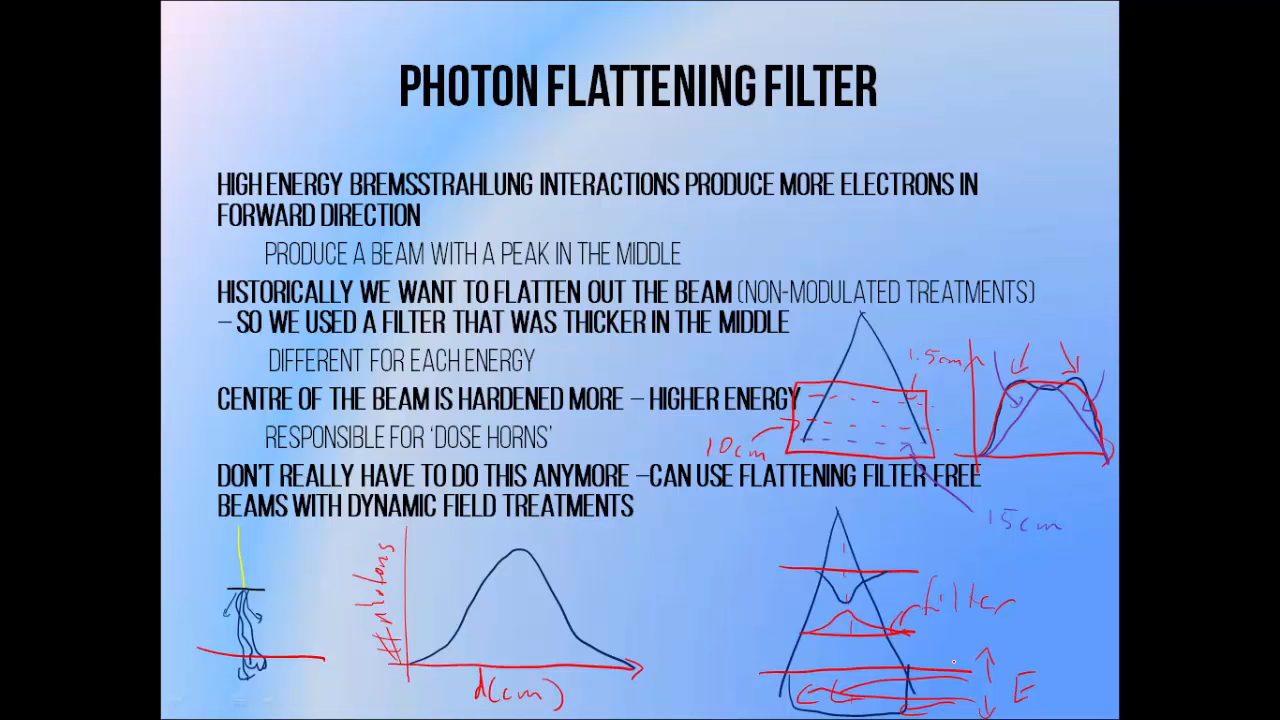 PHOTON FLATTENING FILTER
HIGH ENERGY BREMSSTRAHLUNG INTERACTIONS PRODUCE MORE ELECTRONS IN
FORWARD DIRECTION
PRODUCE A BEAM WITH A PEAK IN THE MIDDLE
HISTORICALLY WE WANT TO FLATTEN OUT THE BEAM (NON-MODULATED TREATMENTS)
– SO WE USED A FILTER THAT WAS THICKER IN THE MIDDLE
DIFFERENT FOR EACH ENERGY
CENTRE OF THE BEAM IS HARDENED MORE – HIGHER ENERGY
RESPONSIBLE FOR ‘DOSE HORNS’
DON'T REALLY HAVE TO DO THIS ANYMORE –CAN USE FLATTENING FILTER FREE
BEAMS WITH DYNAMIC FIELD TREATMENTS
1.5cm
10cm
15cm
#photons
d(cm)
filter
E